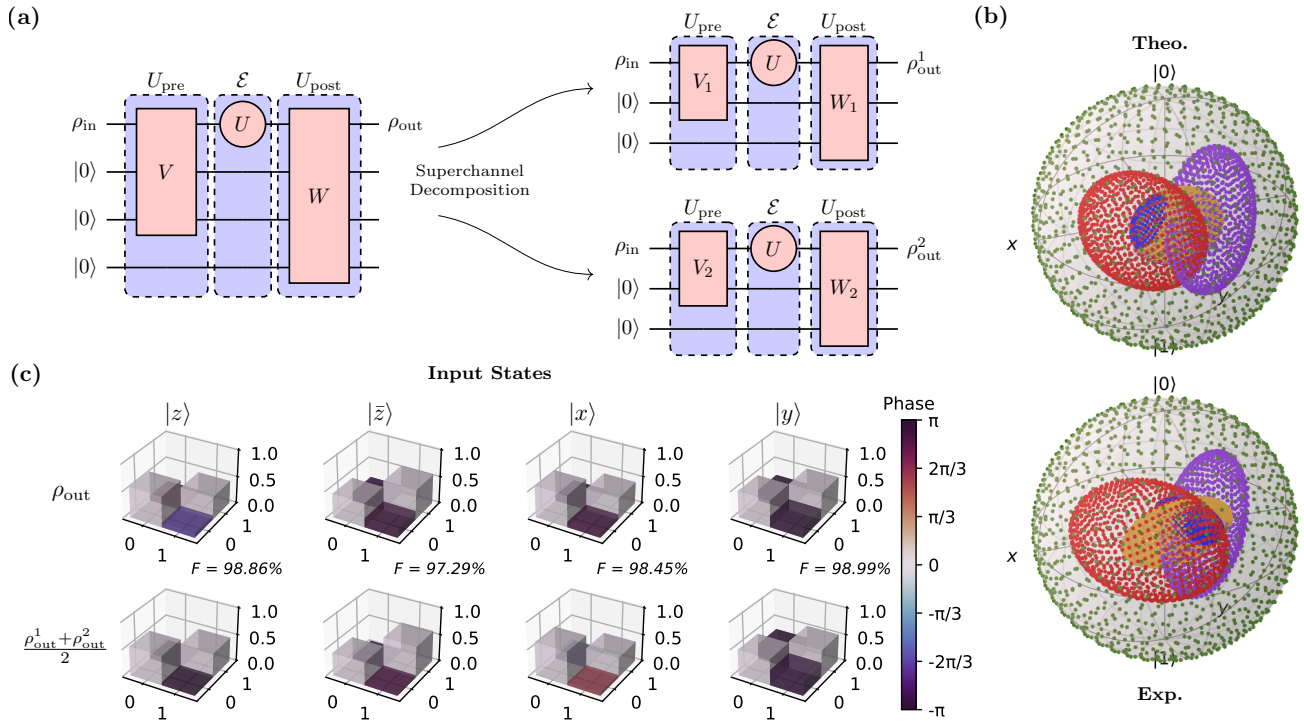 (a)
U_pre ℰ U_post
ρ_in V U W ρ_out
|0⟩
|0⟩
|0⟩
Superchannel
Decomposition
U_pre ℰ U_post
ρ_in V_1 U W_1 ρ^1_out
|0⟩
|0⟩
U_pre ℰ U_post
ρ_in V_2 U W_2 ρ^2_out
|0⟩
|0⟩
(b)
Theo.
|0⟩
x
y
|1⟩
|0⟩
x
y
|1⟩
Exp.
(c)
Input States
|z⟩ |z̄⟩ |x⟩ |y⟩
ρ_out
1.0 1.0 1.0 1.0
0.5 0.5 0.5 0.5
0.0 0.0 0.0 0.0
1 1 1 1
0 0 0 0 0 0 0 0
1 1 1 1
F = 98.86% F = 97.29% F = 98.45% F = 98.99%
(ρ^1_out + ρ^2_out)/2
1.0 1.0 1.0 1.0
0.5 0.5 0.5 0.5
0.0 0.0 0.0 0.0
1 1 1 1
0 0 0 0 0 0 0 0
1 1 1 1
Phase
π
2π/3
π/3
0
-π/3
-2π/3
-π